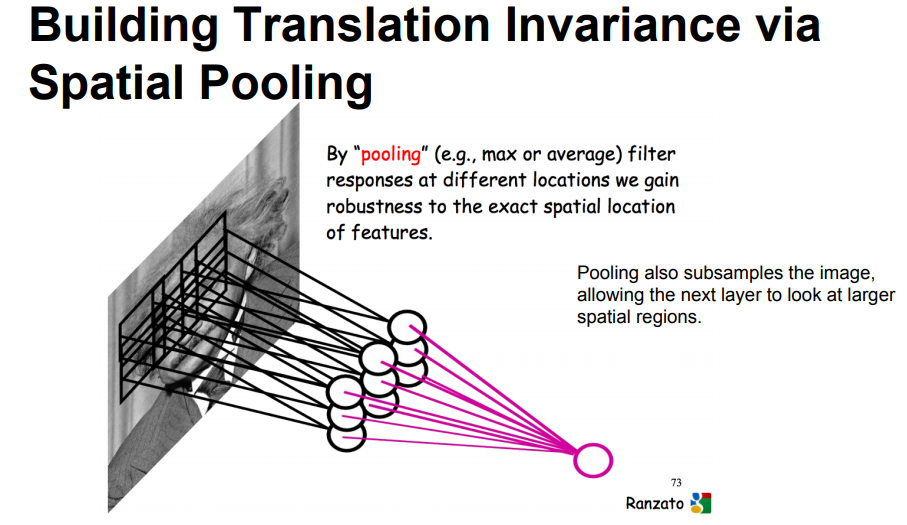 Building Translation Invariance via
Spatial Pooling
By “pooling” (e.g., max or average) filter
responses at different locations we gain
robustness to the exact spatial location
of features.
Pooling also subsamples the image,
allowing the next layer to look at larger
spatial regions.
73
Ranzato